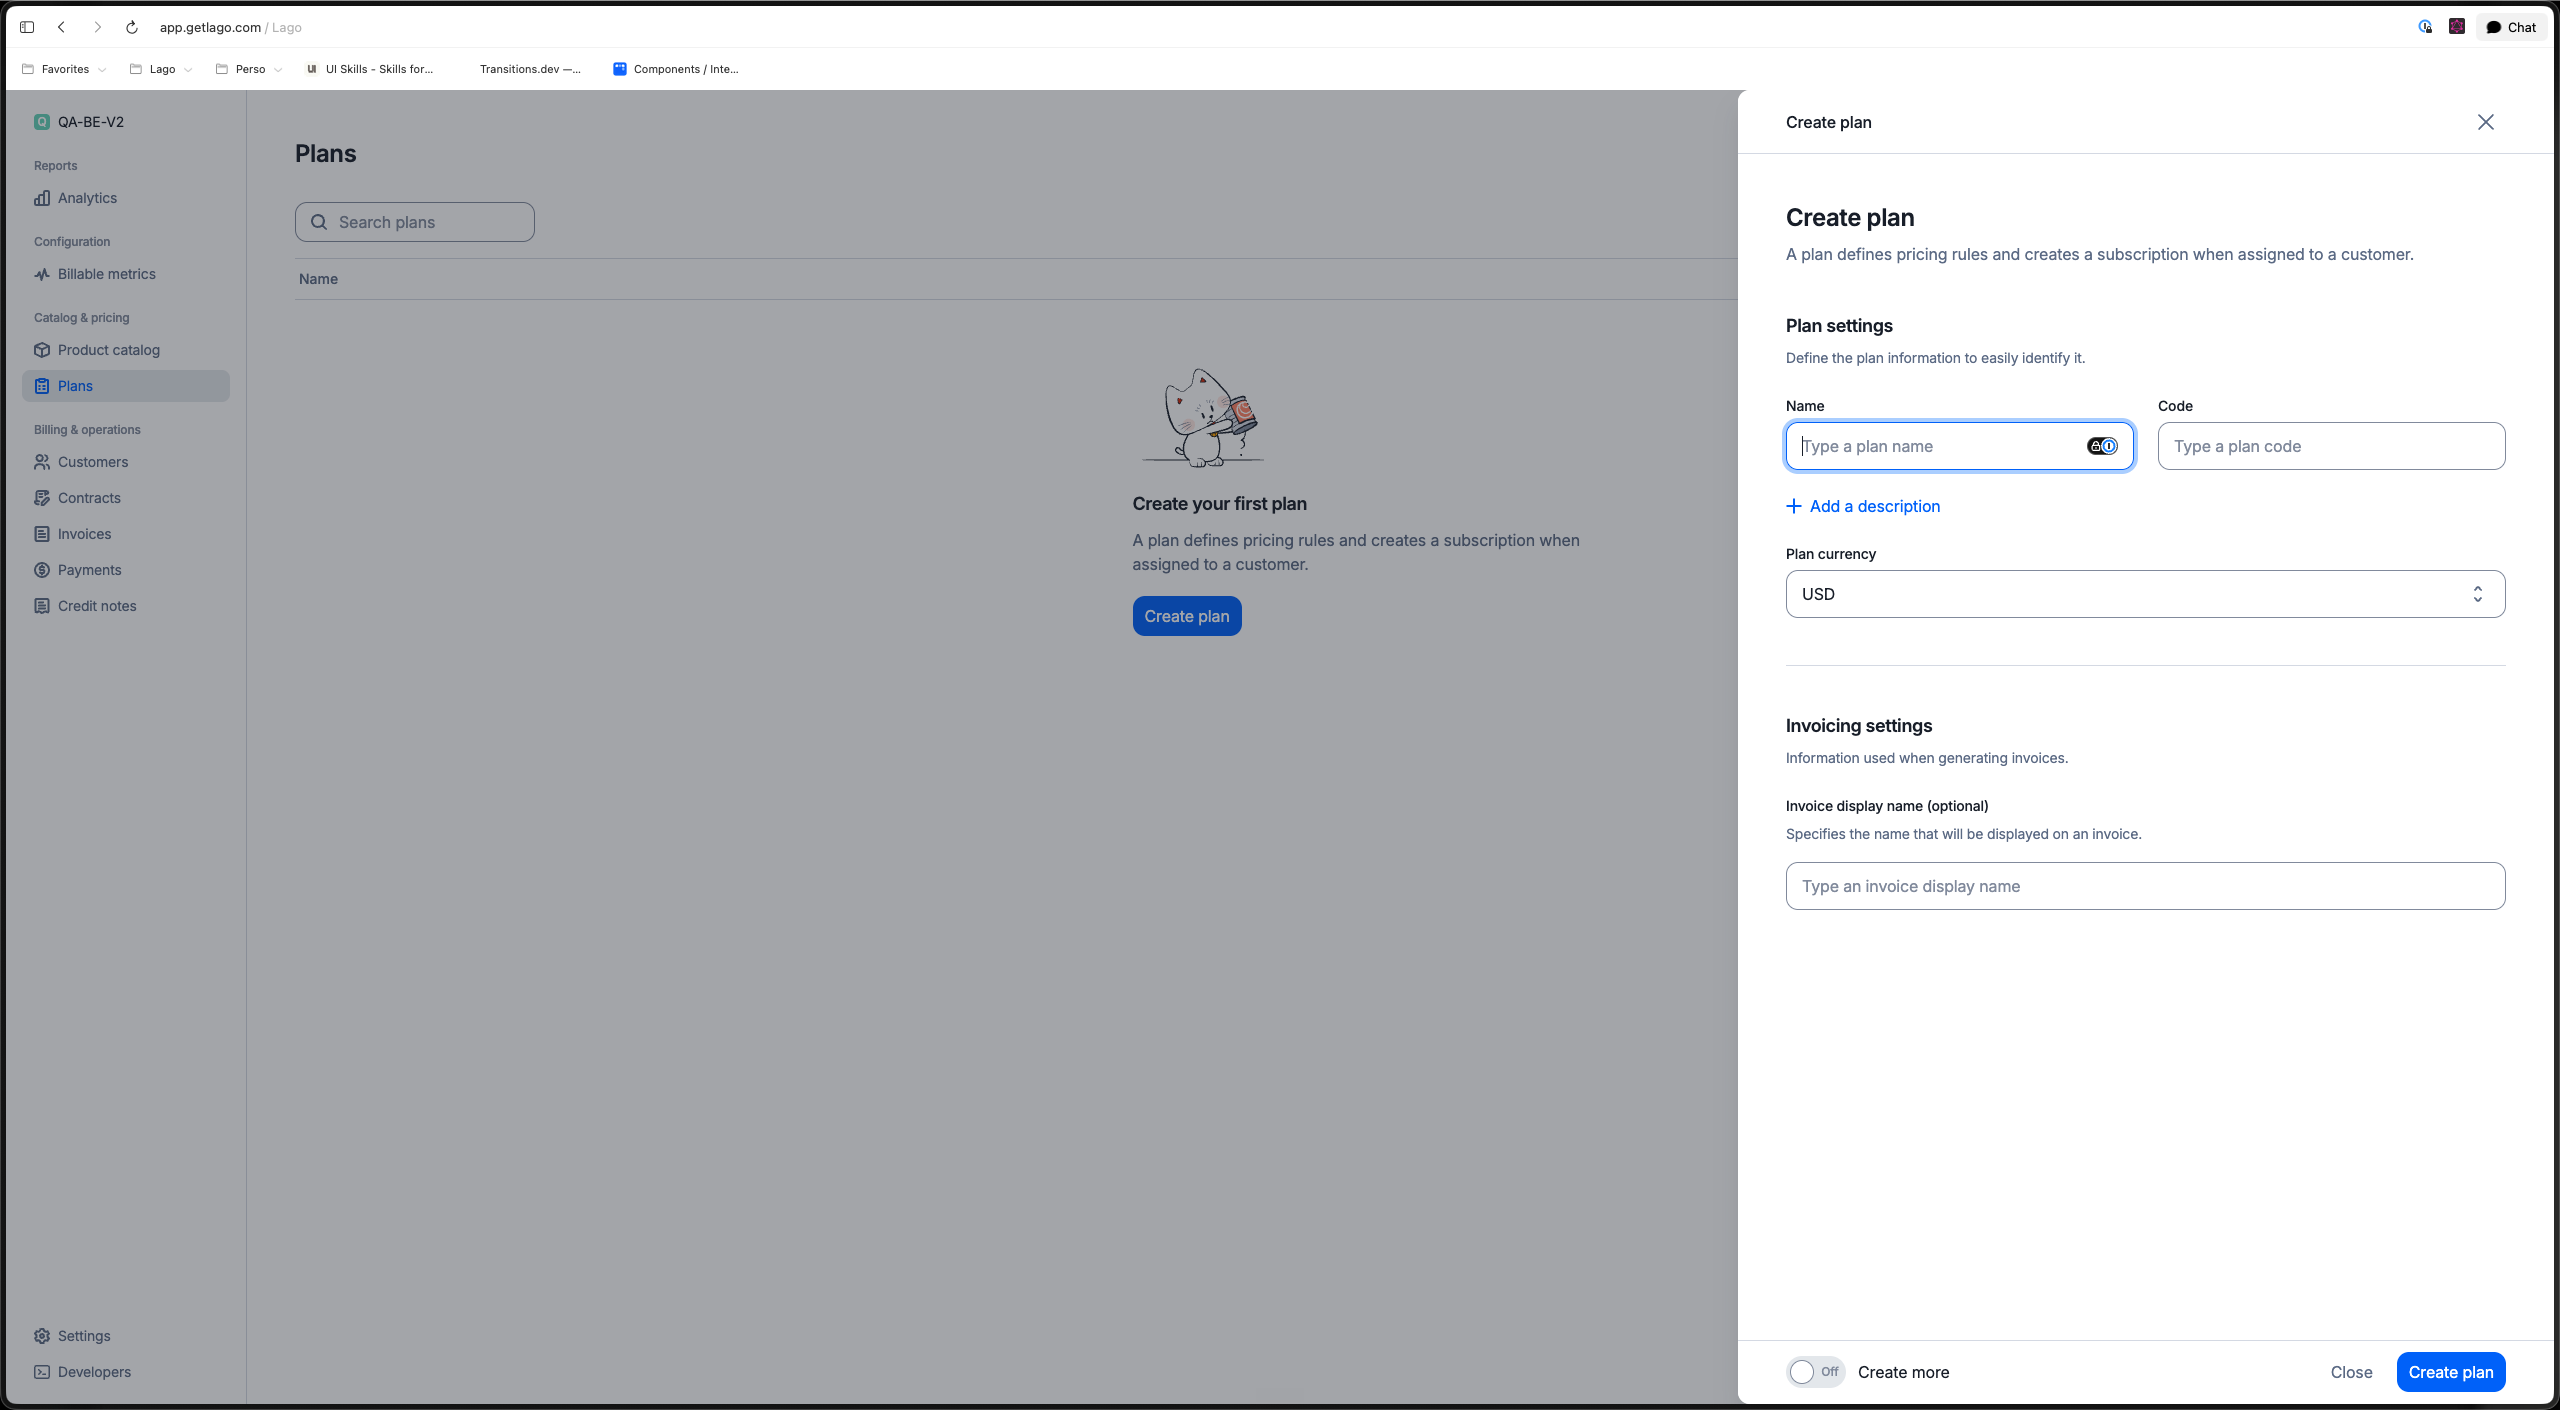 app.getlago.com / Lago
Chat
Favorites
Lago
Perso
UI Skills - Skills for...
Transitions.dev —...
Components / Inte...
Q QA-BE-V2
Reports
Analytics
Configuration
Billable metrics
Catalog & pricing
Product catalog
Plans
Billing & operations
Customers
Contracts
Invoices
Payments
Credit notes
Settings
Developers
Plans
Search plans
Name
Create your first plan
A plan defines pricing rules and creates a subscription when
assigned to a customer.
Create plan
Create plan
Create plan
A plan defines pricing rules and creates a subscription when assigned to a customer.
Plan settings
Define the plan information to easily identify it.
Name
Code
Type a plan name
Type a plan code
Add a description
Plan currency
USD
Invoicing settings
Information used when generating invoices.
Invoice display name (optional)
Specifies the name that will be displayed on an invoice.
Type an invoice display name
Off
Create more
Close
Create plan